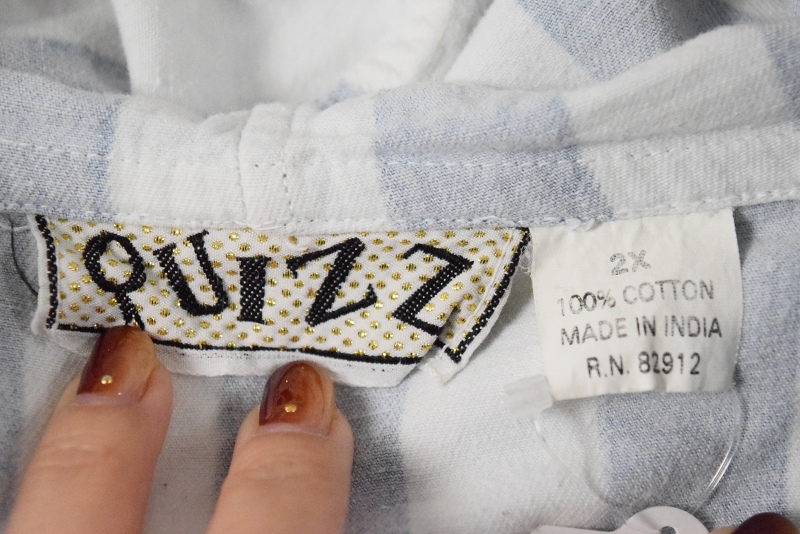 QUIZZ
2X
100% COTTON
MADE IN INDIA
R.N. 82912